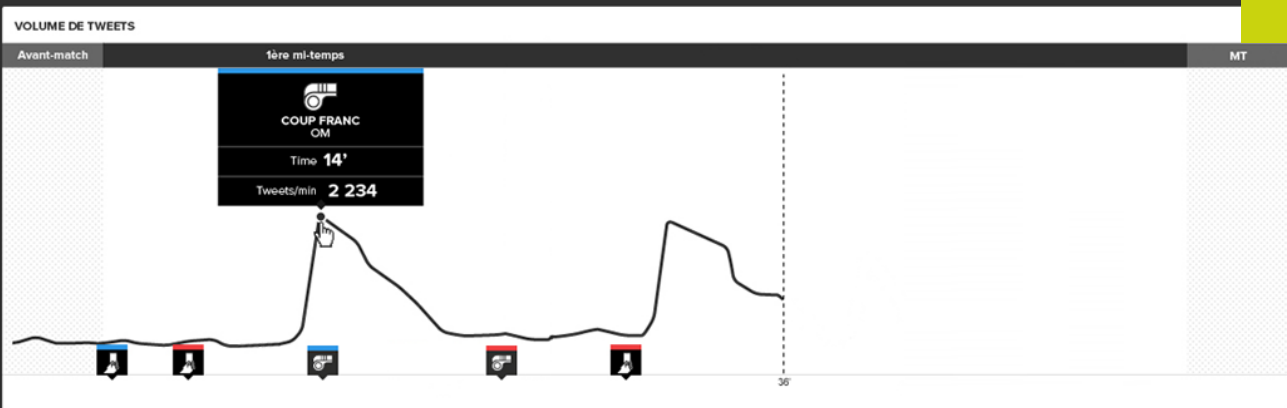 VOLUME DE TWEETS
Avant-match 1ère mi-temps MT
COUP FRANC
OM
Time 14'
Tweets/min 2 234
36'